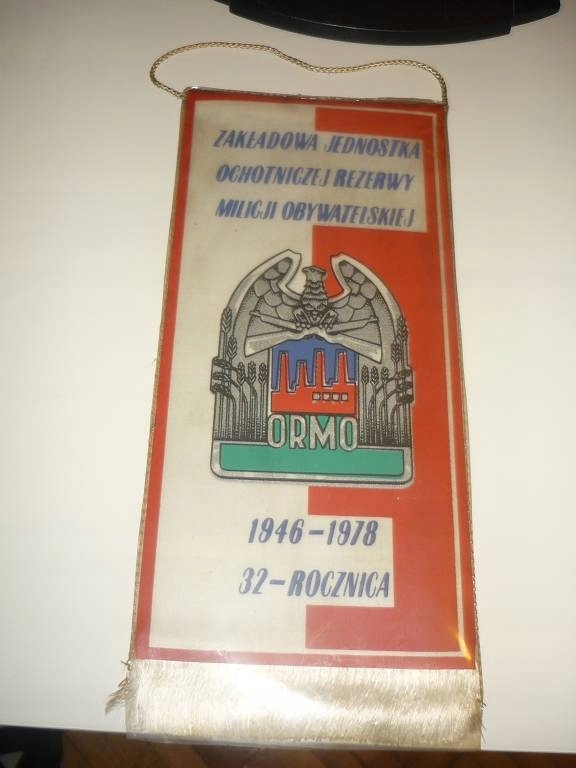 ZAKŁADOWA JEDNOSTKA
OCHOTNICZEJ REZERWY
MILICJI OBYWATELSKIEJ
ORMO
1946-1978
32-ROCZNICA